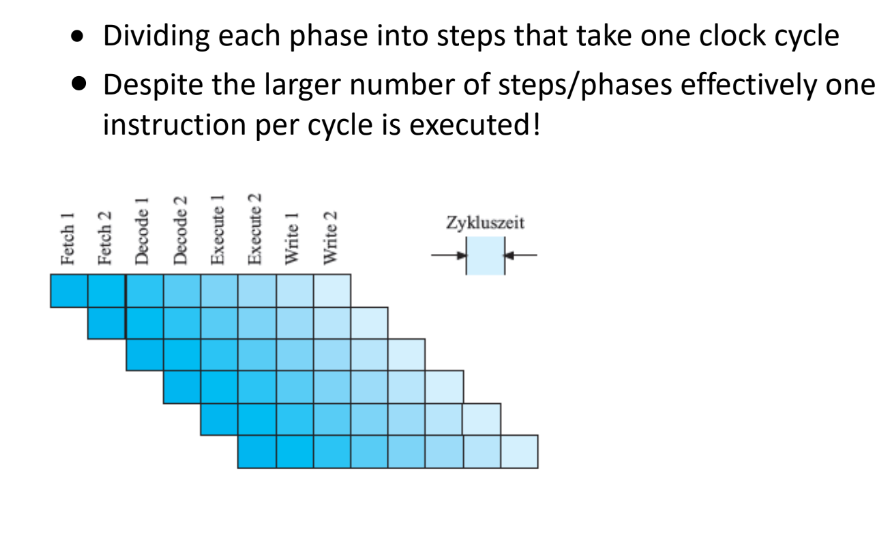 • Dividing each phase into steps that take one clock cycle
• Despite the larger number of steps/phases effectively one
instruction per cycle is executed!
Fetch 1
Fetch 2
Decode 1
Decode 2
Execute 1
Execute 2
Write 1
Write 2
Zykluszeit